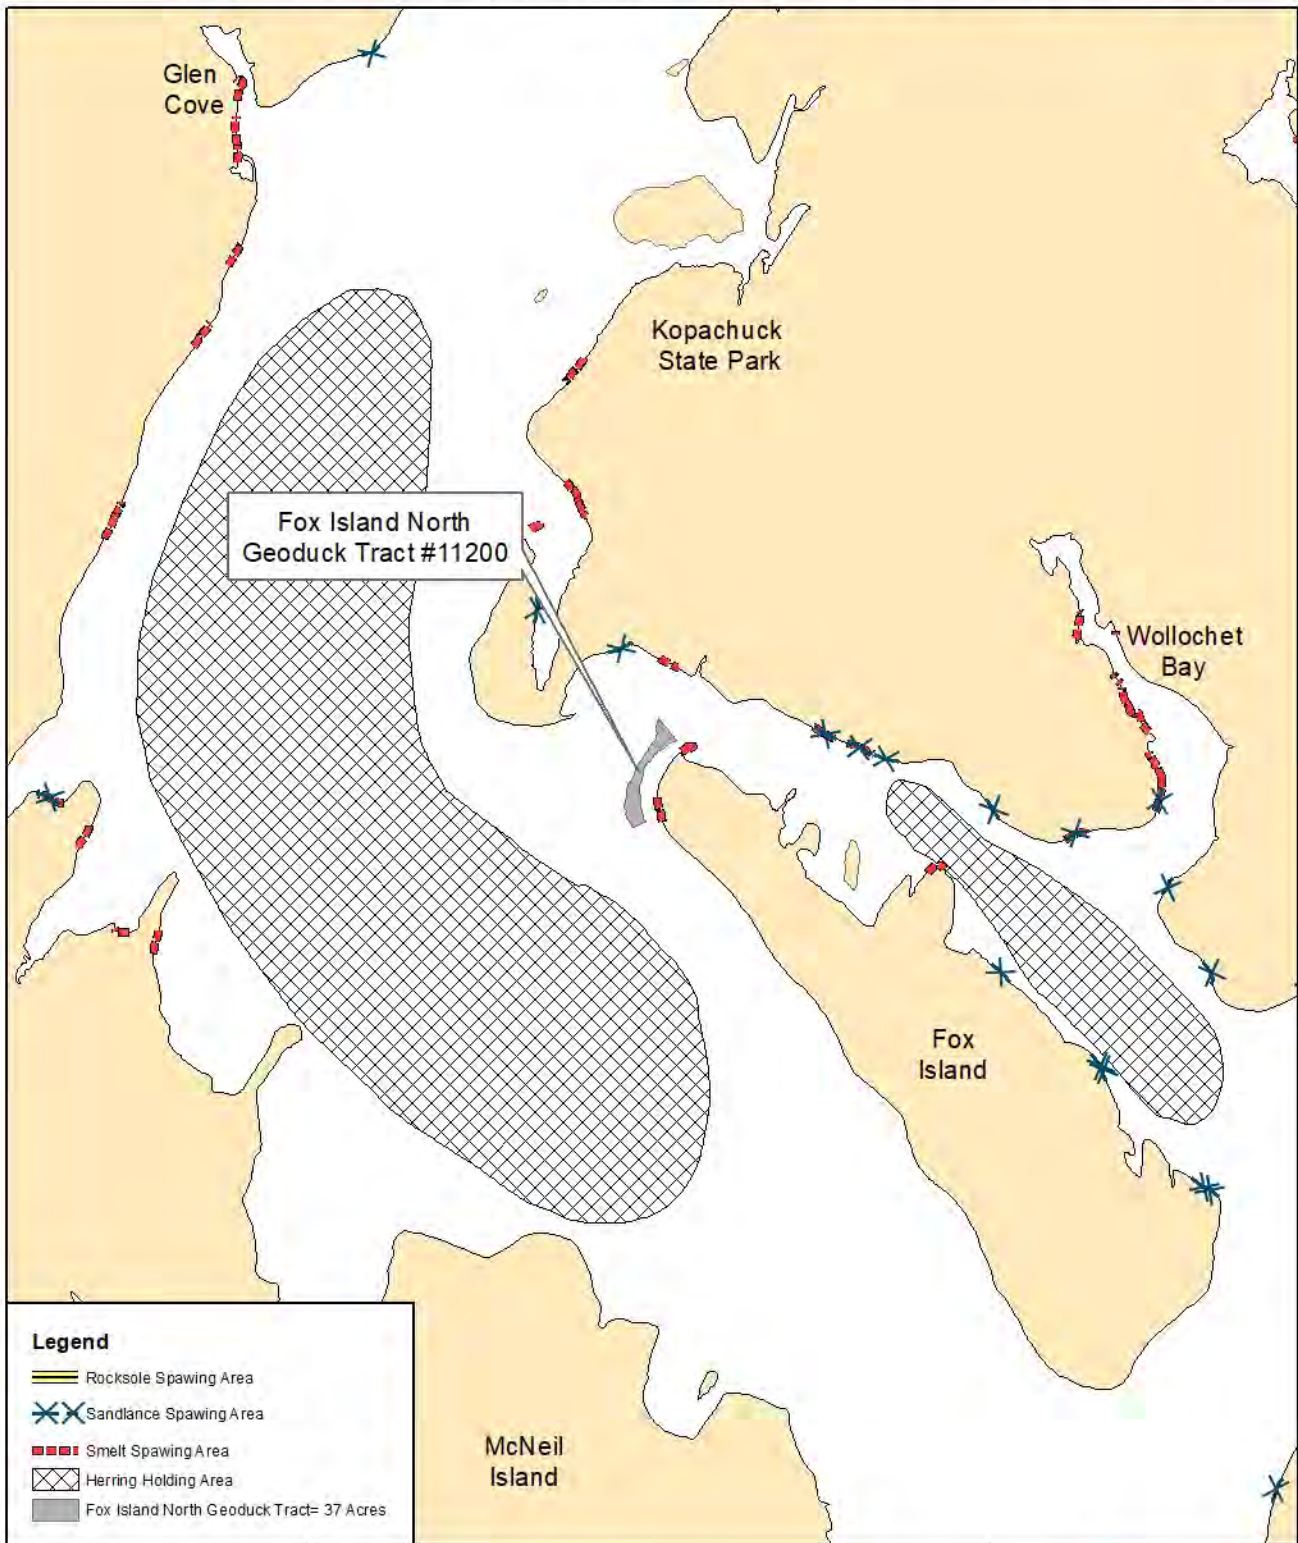 Glen
Cove
Kopachuck
State Park
Fox Island North
Geoduck Tract #11200
Wollochet
Bay
Fox
Island
McNeil
Island
Legend
Rocksole Spawing Area
Sandlance Spawing Area
Smelt Spawing Area
Herring Holding Area
Fox Island North Geoduck Tract= 37 Acres